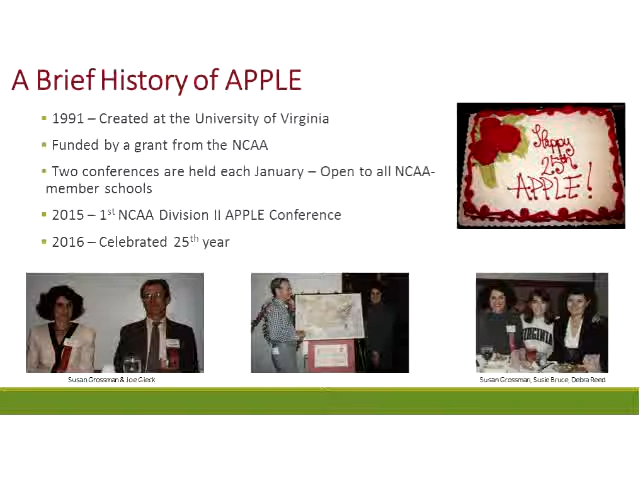 A Brief History of APPLE
1991 – Created at the University of Virginia
Funded by a grant from the NCAA
Two conferences are held each January – Open to all NCAA-
member schools
2015 – 1st NCAA Division II APPLE Conference
2016 – Celebrated 25th year
Happy
25th
APPLE!
VIRGINIA
Susan Grossman & Joe Gieck
Susan Grossman, Susie Bruce, Debra Reed